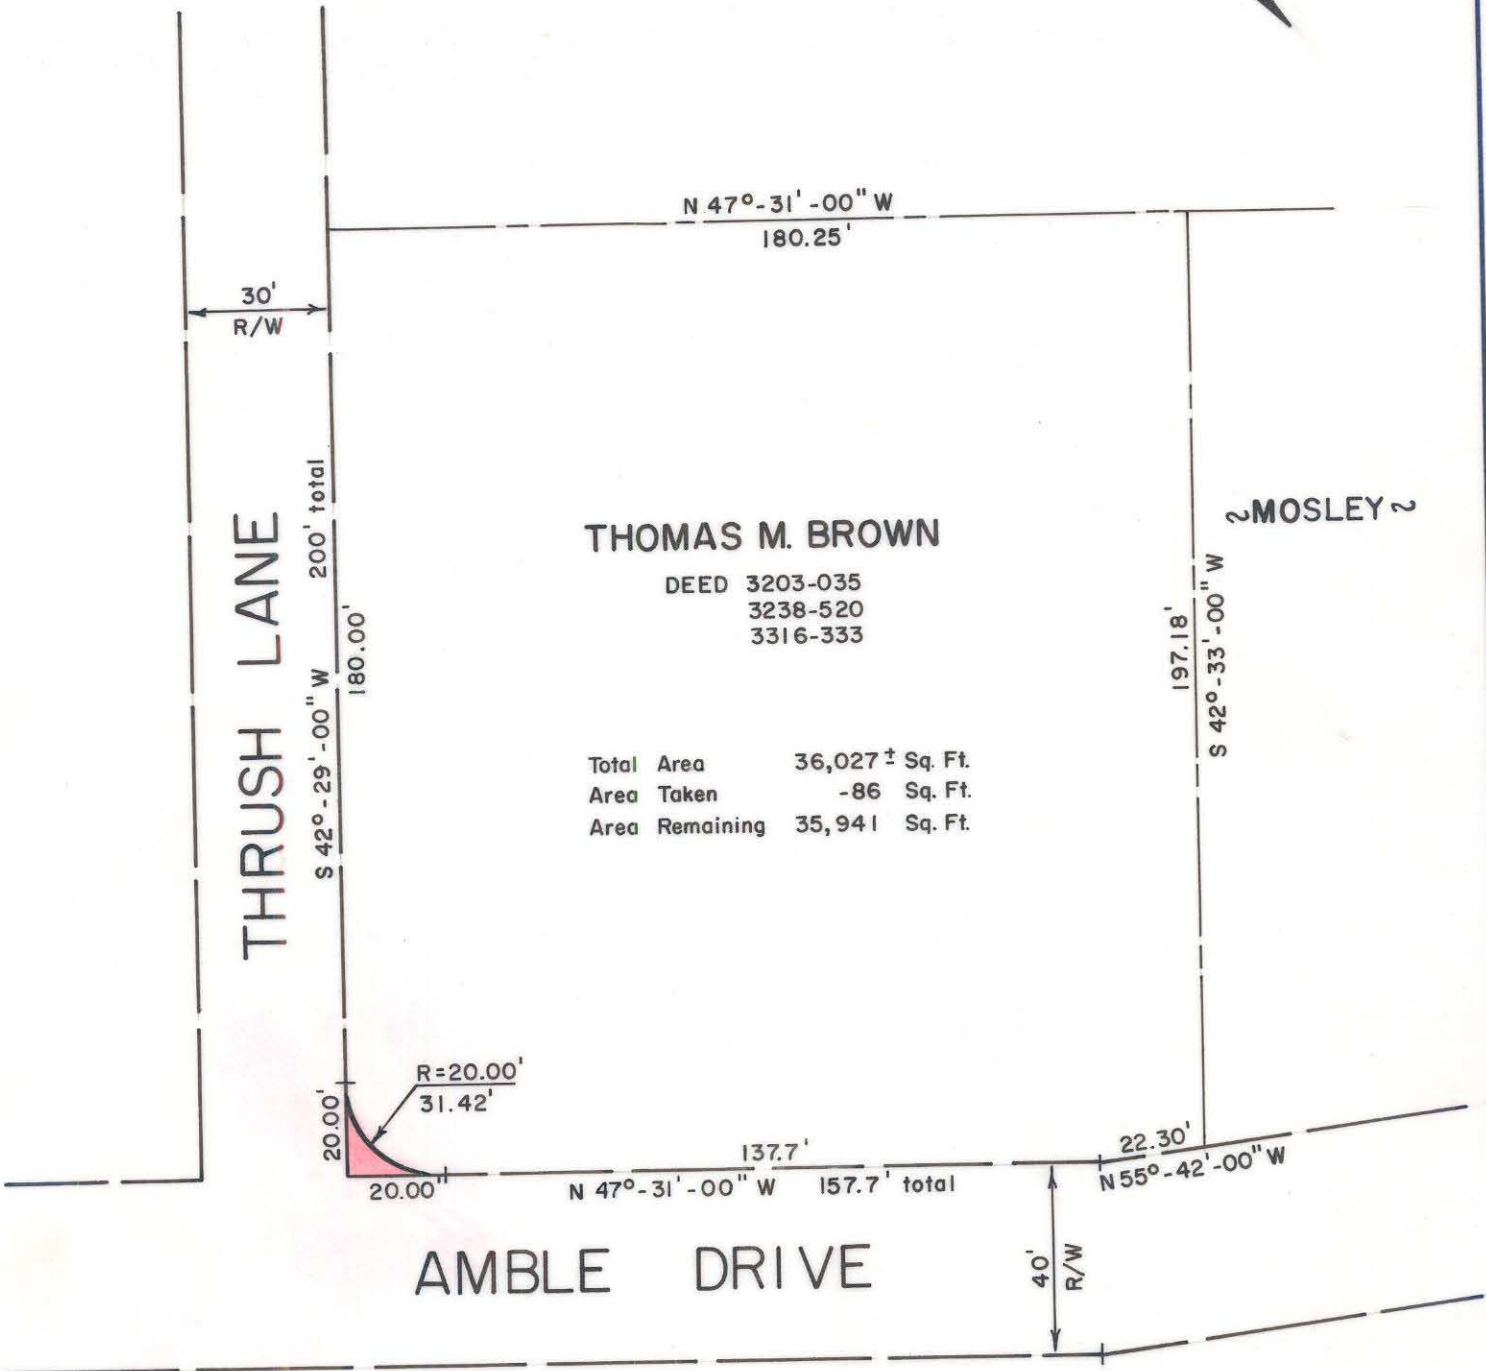 N 47°-31'-00" W
180.25'
30'
R/W
THRUSH LANE
S 42°-29'-00" W 200' total
180.00'
THOMAS M. BROWN
DEED 3203-035
3238-520
3316-333
MOSLEY
197.18'
S 42°-33'-00" W
Total Area 36,027± Sq. Ft.
Area Taken -86 Sq. Ft.
Area Remaining 35,941 Sq. Ft.
R=20.00'
31.42'
20.00'
20.00'
137.7'
N 47°-31'-00" W 157.7' total
22.30'
N 55°-42'-00" W
40'
R/W
AMBLE DRIVE